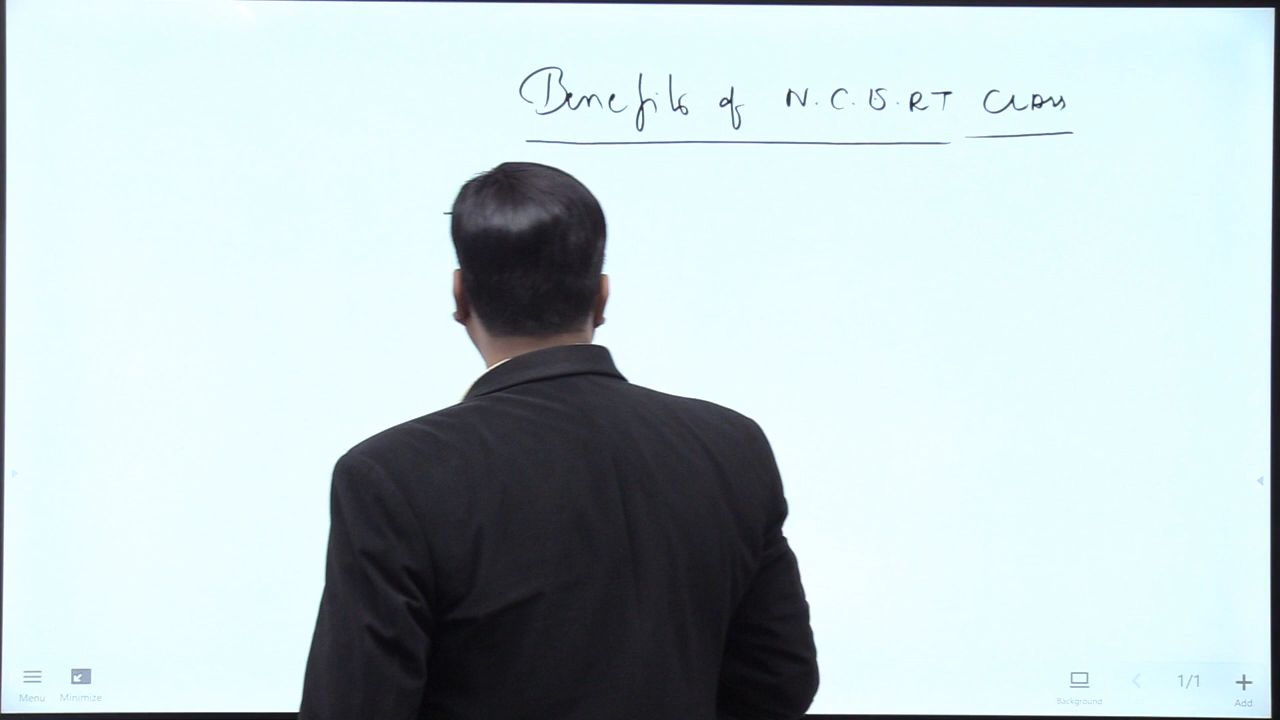 Benefits of N.C.E.RT Class
Menu
Minimize
Background
1/1
Add